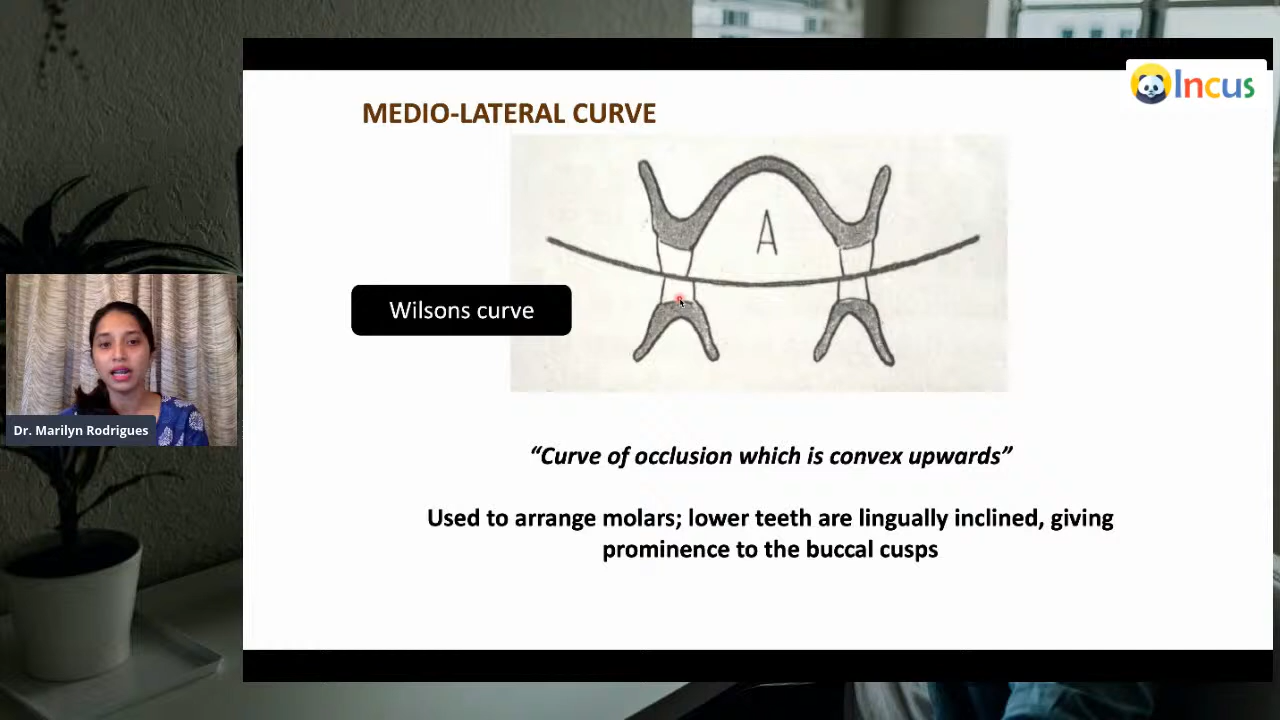 Incus
MEDIO-LATERAL CURVE
A
Wilsons curve
Dr. Marilyn Rodrigues
“Curve of occlusion which is convex upwards”
Used to arrange molars; lower teeth are lingually inclined, giving
prominence to the buccal cusps